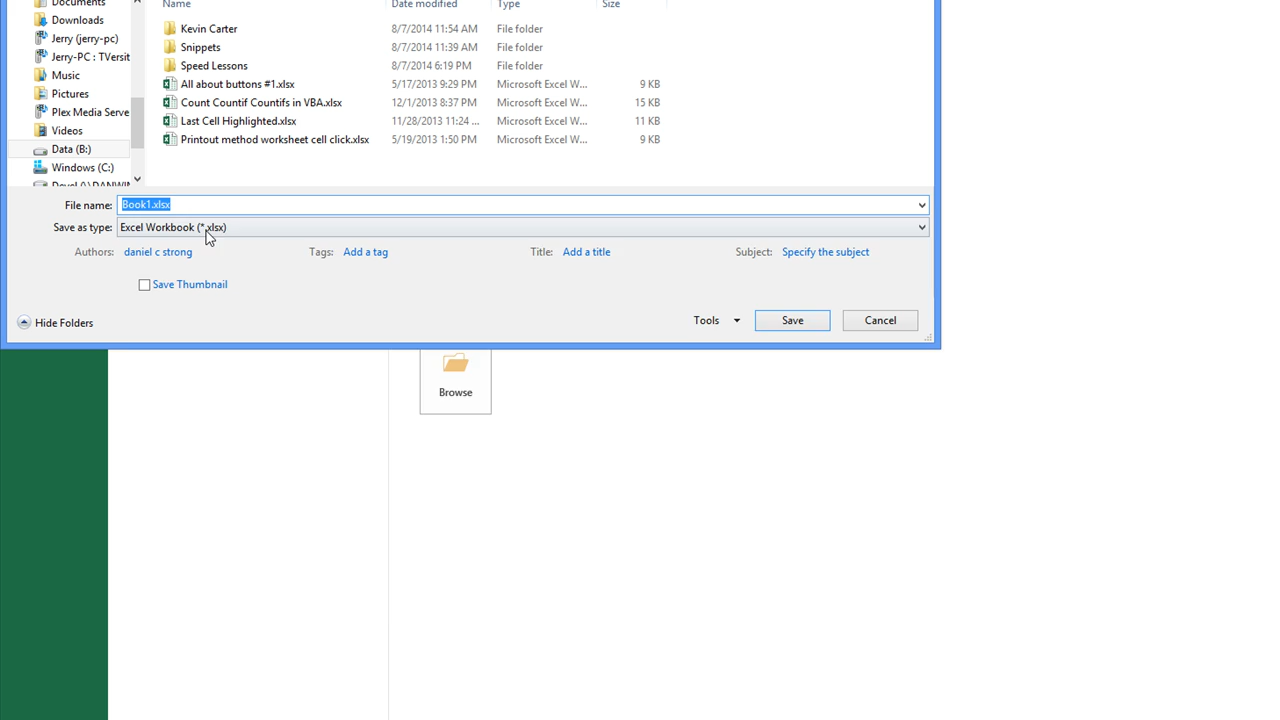 Documents
Downloads
Jerry (jerry-pc)
Jerry-PC : TVersit
Music
Pictures
Plex Media Serve
Videos
Data (B:)
Windows (C:)
Name Date modified Type Size
Kevin Carter 8/7/2014 11:54 AM File folder
Snippets 8/7/2014 11:39 AM File folder
Speed Lessons 8/7/2014 6:19 PM File folder
All about buttons #1.xlsx 5/17/2013 9:29 PM Microsoft Excel W... 9 KB
Count Countif Countifs in VBA.xlsx 12/1/2013 8:37 PM Microsoft Excel W... 15 KB
Last Cell Highlighted.xlsx 11/28/2013 11:24 ... Microsoft Excel W... 11 KB
Printout method worksheet cell click.xlsx 5/19/2013 1:50 PM Microsoft Excel W... 9 KB
File name: Book1.xlsx
Save as type: Excel Workbook (*.xlsx)
Authors: daniel c strong Tags: Add a tag Title: Add a title Subject: Specify the subject
Save Thumbnail
Hide Folders Tools Save Cancel
Browse